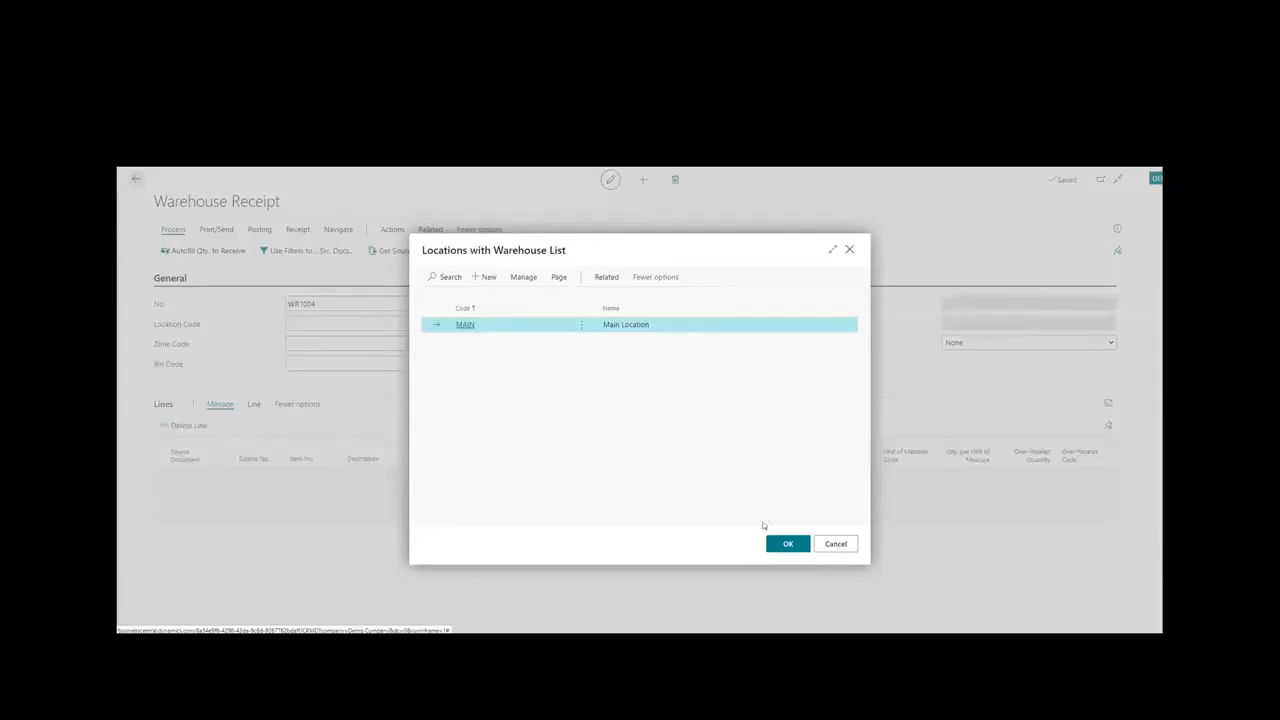 Saved
Warehouse Receipt
Process Print/Send Posting Receipt Navigate Actions Related Fewer options
Autofill Qty. to Receive Use Filters to ... Src. Docs.. Get Sour
General
No.
WR1004
Location Code
Zone Code
None
Bin Code
Lines Manage Line Fewer options
Delete Line
Source Document Source No. Item No. Description
Unit of Measure Code Qty. per Unit of Measure Over-Receipt Quantity Over-Receipt Code
Locations with Warehouse List
Search New Manage Page Related Fewer options
Code ↑ Name
MAIN Main Location
OK Cancel